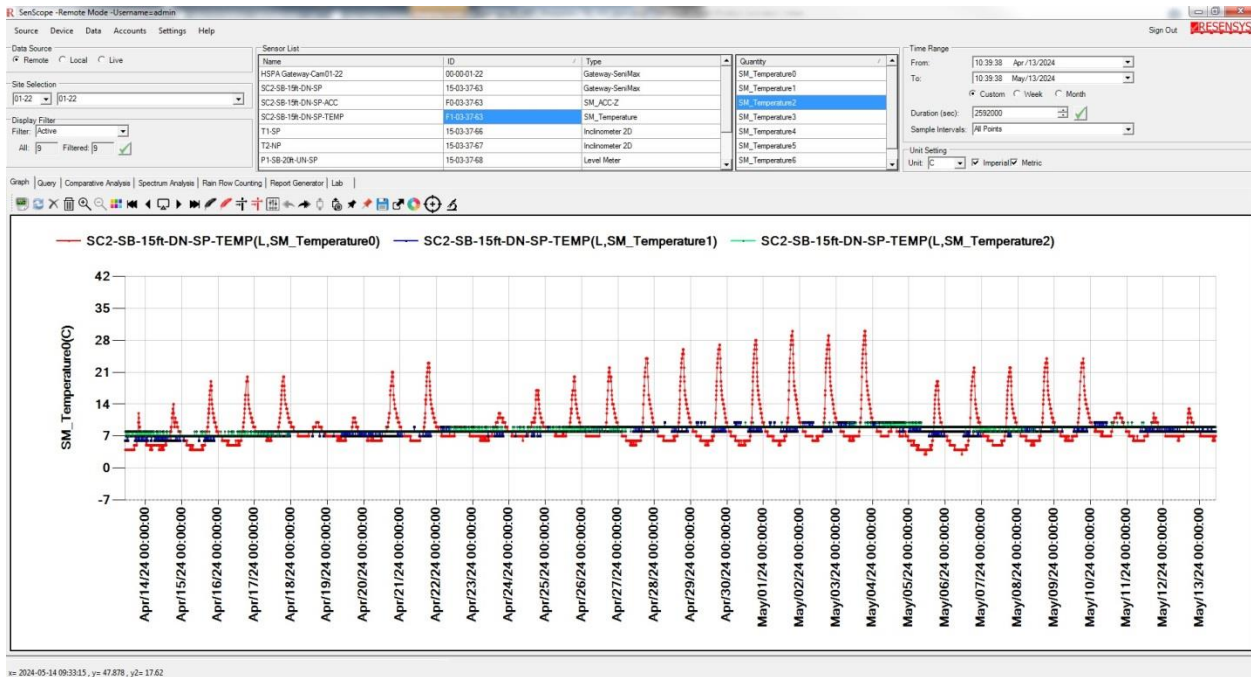 SenScope -Remote Mode -Username=admin
Source Device Data Accounts Settings Help
Sign Out RESENSYS
Data Source
Remote Local Live
Site Selection
01-22 01-22
Display Filter
Filter: Active
All: 9 Filtered: 9
Sensor List
Name ID Type
HSPA Gateway-Cam01-22 00-00-01-22 Gateway-SeniMax
SC2-SB-15ft-DN-SP 15-03-37-63 Gateway-SeniMax
SC2-SB-15ft-DN-SP-ACC F0-03-37-63 SM_ACC-Z
SC2-SB-15ft-DN-SP-TEMP F1-03-37-63 SM_Temperature
T1-SP 15-03-37-66 Inclinometer 2D
T2-NP 15-03-37-67 Inclinometer 2D
P1-SB-20ft-UN-SP 15-03-37-68 Level Meter
Quantity
SM_Temperature0
SM_Temperature1
SM_Temperature2
SM_Temperature3
SM_Temperature4
SM_Temperature5
SM_Temperature6
Time Range
From: 10:39:38 Apr/13/2024
To: 10:39:38 May/13/2024
Custom Week Month
Duration (sec): 2592000
Sample Intervals: All Points
Unit Setting
Unit: C Imperial Metric
Graph Query Comparative Analysis Spectrum Analysis Rain Flow Counting Report Generator Lab
SC2-SB-15ft-DN-SP-TEMP(L,SM_Temperature0) SC2-SB-15ft-DN-SP-TEMP(L,SM_Temperature1) SC2-SB-15ft-DN-SP-TEMP(L,SM_Temperature2)
SM_Temperature0(C)
42
35
28
21
14
7
0
-7
Apr/14/24 00:00:00
Apr/15/24 00:00:00
Apr/16/24 00:00:00
Apr/17/24 00:00:00
Apr/18/24 00:00:00
Apr/19/24 00:00:00
Apr/20/24 00:00:00
Apr/21/24 00:00:00
Apr/22/24 00:00:00
Apr/23/24 00:00:00
Apr/24/24 00:00:00
Apr/25/24 00:00:00
Apr/26/24 00:00:00
Apr/27/24 00:00:00
Apr/28/24 00:00:00
Apr/29/24 00:00:00
Apr/30/24 00:00:00
May/01/24 00:00:00
May/02/24 00:00:00
May/03/24 00:00:00
May/04/24 00:00:00
May/05/24 00:00:00
May/06/24 00:00:00
May/07/24 00:00:00
May/08/24 00:00:00
May/09/24 00:00:00
May/10/24 00:00:00
May/11/24 00:00:00
May/12/24 00:00:00
May/13/24 00:00:00
x= 2024-05-14 09:33:15 , y= 47.878 , y2= 17.62